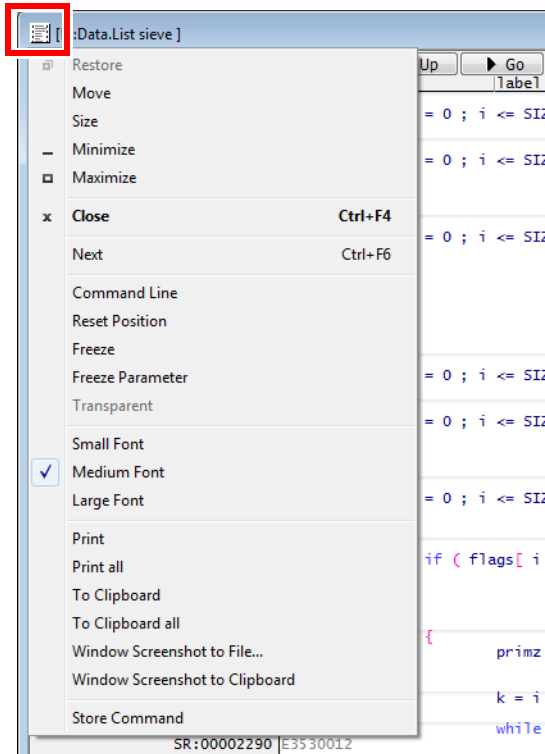 [ :Data.List sieve ]
Restore
Up Go
Move
label
Size
= 0 ; i <= SIZ
Minimize
= 0 ; i <= SIZ
Maximize
Close Ctrl+F4
= 0 ; i <= SIZ
Next Ctrl+F6
Command Line
Reset Position
Freeze
Freeze Parameter
= 0 ; i <= SIZ
Transparent
= 0 ; i <= SIZ
Small Font
Medium Font
Large Font
= 0 ; i <= SIZ
Print
if ( flags[ i
Print all
To Clipboard
To Clipboard all
{
Window Screenshot to File...
primz
Window Screenshot to Clipboard
k = i
Store Command
while
SR:00002290 E3530012